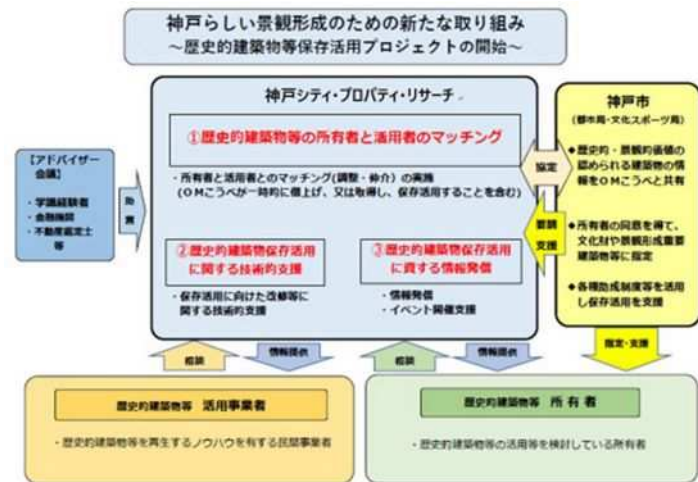 神戸らしい景観形成のための新たな取り組み
～歴史的建築物等保存活用プロジェクトの開始～
神戸シティ・プロパティ・リサーチ
①歴史的建築物等の所有者と活用者のマッチング
・所有者と活用者とのマッチング(調整・仲介)の実施
(OMこうべが一時的に借上げ、又は取得し、保存活用することを含む)
②歴史的建築物保存活用
に関する技術的支援
・保存活用に向けた改修等に
関する技術的支援
③歴史的建築物保存活用
に資する情報発信
・情報発信
・イベント開催支援
【アドバイザー
会議】
・学識経験者
・金融機関
・不動産鑑定士
等
助言
協定
要請
支援
神戸市
(都市局・文化スポーツ局)
◆歴史的・景観的価値の
認められる建築物の情
報をOMこうべと共有
◆所有者の同意を得て、
文化財や景観形成重要
建築物等に指定
◆各種助成制度等を活用
し保存活用を支援
指定・支援
相談
情報提供
相談
情報提供
歴史的建築物等 活用事業者
・歴史的建築物等を再生するノウハウを有する民間事業者
歴史的建築物等 所有者
・歴史的建築物等の活用等を検討している所有者